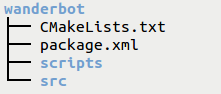 wanderbot
├── CMakeLists.txt
├── package.xml
├── scripts
└── src